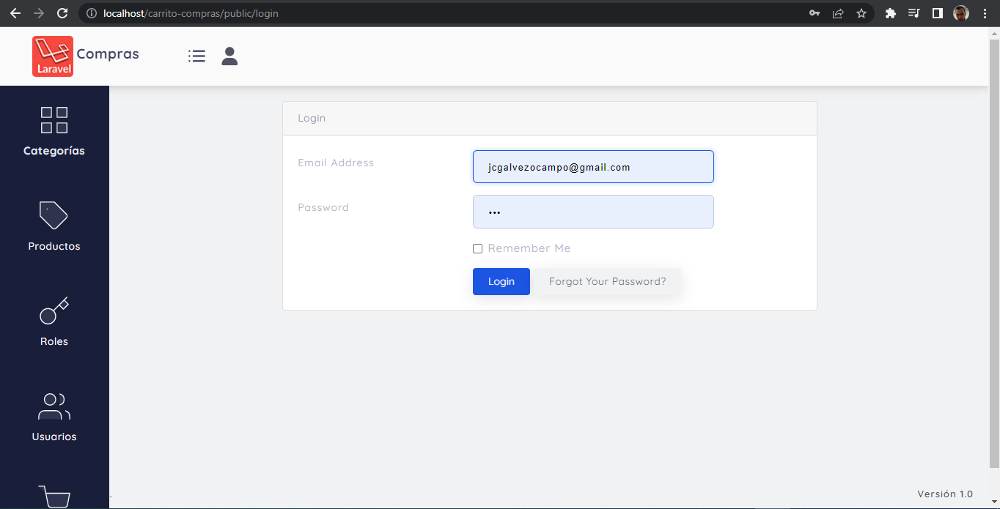 localhost/carrito-compras/public/login
Laravel
Compras
Categorías
Productos
Roles
Usuarios
Login
Email Address
jcgalvezocampo@gmail.com
Password
•••
Remember Me
Login
Forgot Your Password?
Versión 1.0